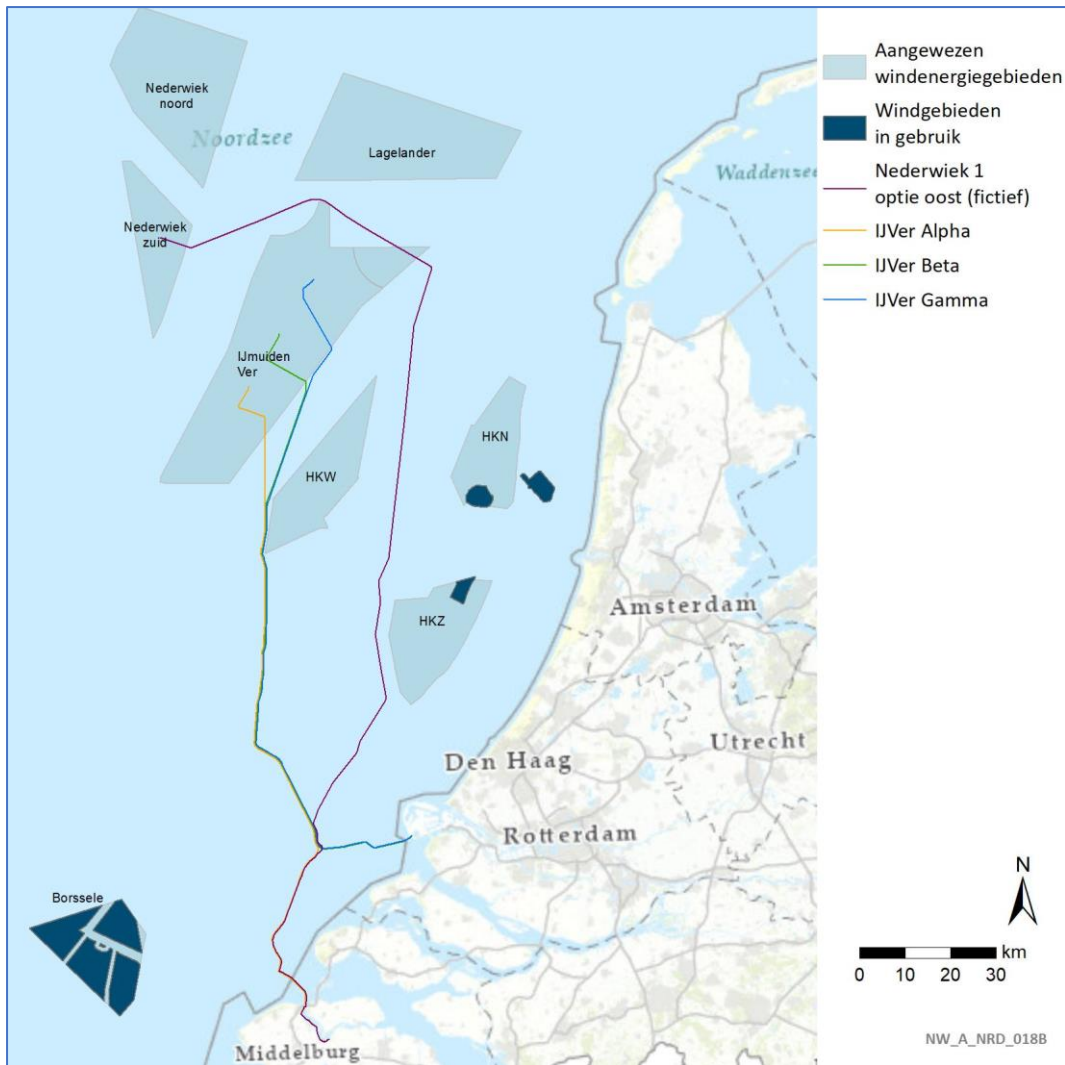 Nederwiek
noord
Noordzee
Lagelander
Nederwiek
zuid
IJmuiden
Ver
HKW
HKN
HKZ
Borssele
Waddenzee
Amsterdam
Utrecht
Den Haag
Rotterdam
Middelburg
Aangewezen
windenergiegebieden
Windgebieden
in gebruik
Nederwiek 1
optie oost (fictief)
IJVer Alpha
IJVer Beta
IJVer Gamma
N
km
0 10 20 30
NW_A_NRD_018B